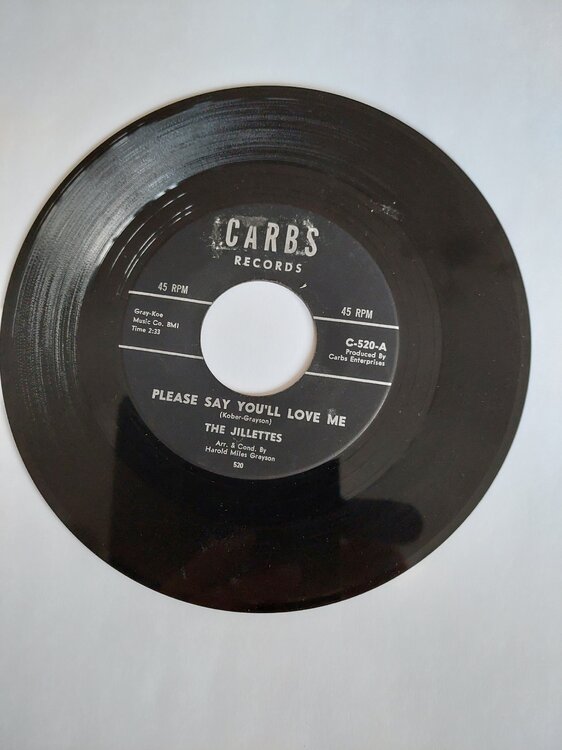 CARBS
RECORDS
45 RPM
45 RPM
Gray-Koe
Music Co. BMI
Time 2:23
C-520-A
Produced By
Carbs Enterprises
PLEASE SAY YOU'LL LOVE ME
(Kober-Grayson)
THE JILLETTES
Arr. & Cond. By
Harold Miles Grayson
520